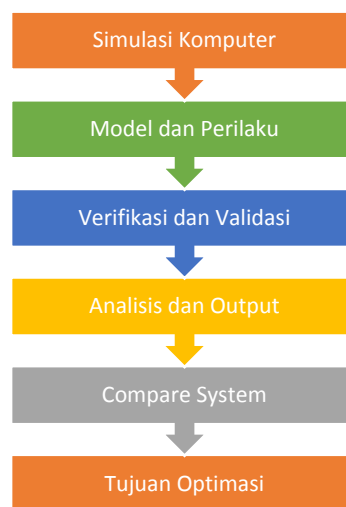 Simulasi Komputer
Model dan Perilaku
Verifikasi dan Validasi
Analisis dan Output
Compare System
Tujuan Optimasi